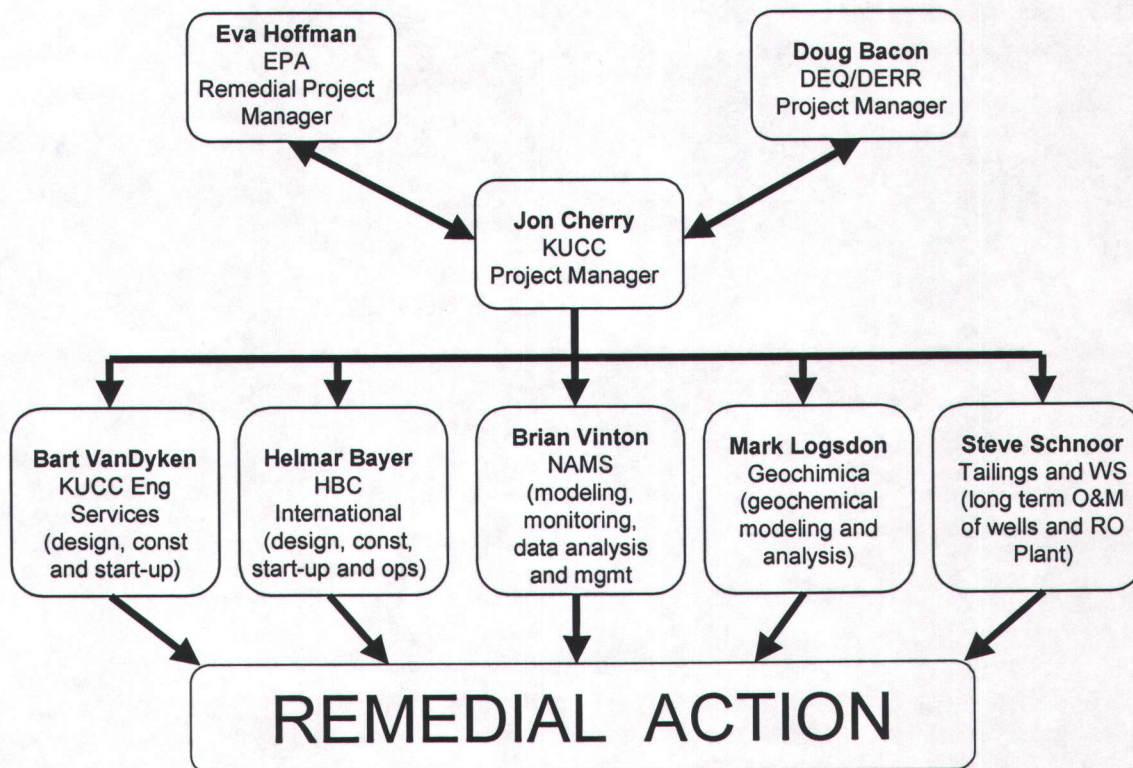 Eva Hoffman
EPA
Remedial Project
Manager
Doug Bacon
DEQ/DERR
Project Manager
Jon Cherry
KUCC
Project Manager
Bart VanDyken
KUCC Eng
Services
(design, const
and start-up)
Helmar Bayer
HBC
International
(design, const,
start-up and ops)
Brian Vinton
NAMS
(modeling,
monitoring,
data analysis
and mgmt
Mark Logsdon
Geochimica
(geochemical
modeling and
analysis)
Steve Schnoor
Tailings and WS
(long term O&M
of wells and RO
Plant)
REMEDIAL ACTION